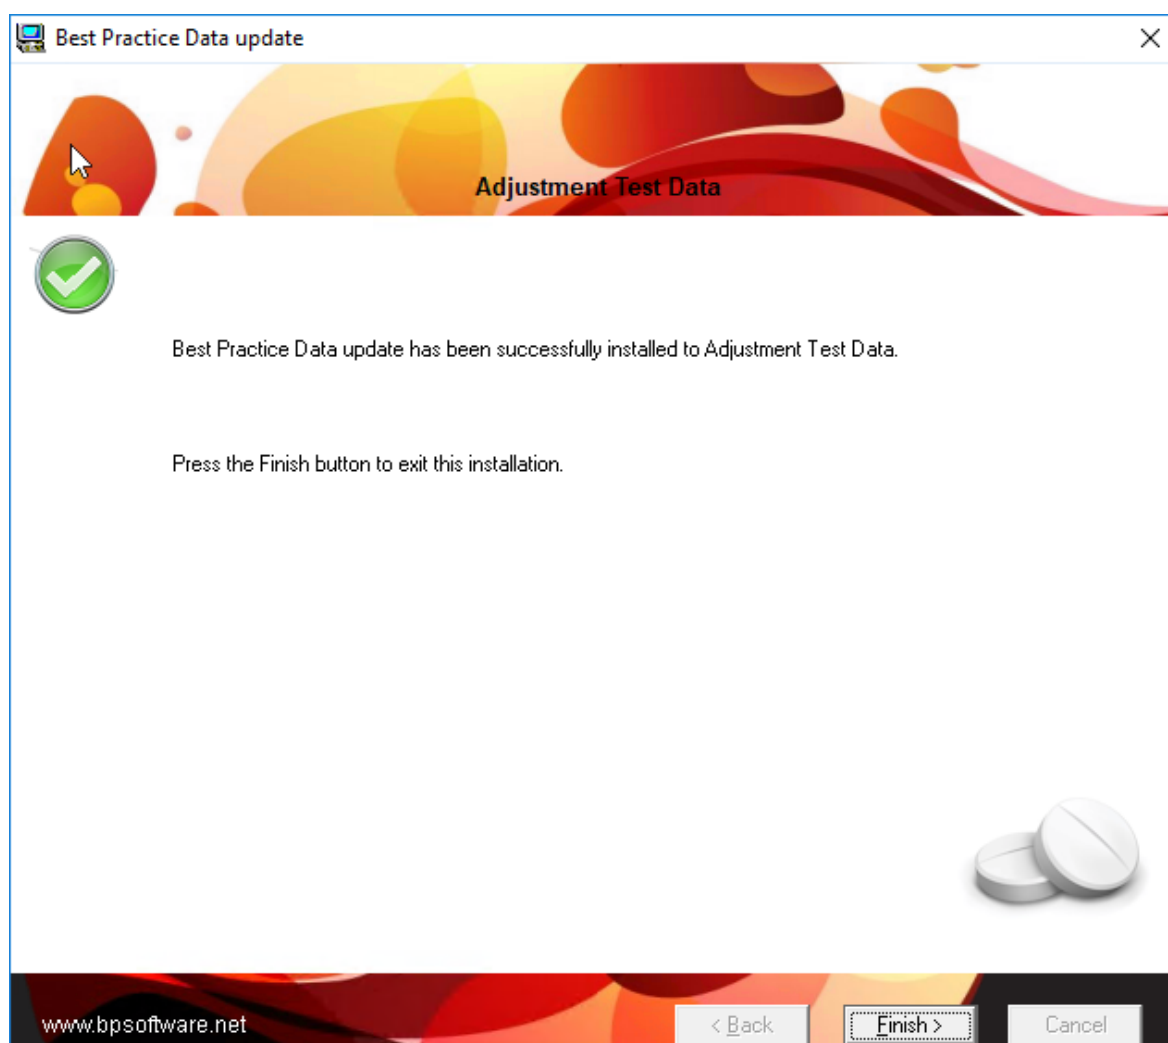 Best Practice Data update
Adjustment Test Data
Best Practice Data update has been successfully installed to Adjustment Test Data.
Press the Finish button to exit this installation.
www.bpsoftware.net
< Back
Finish >
Cancel